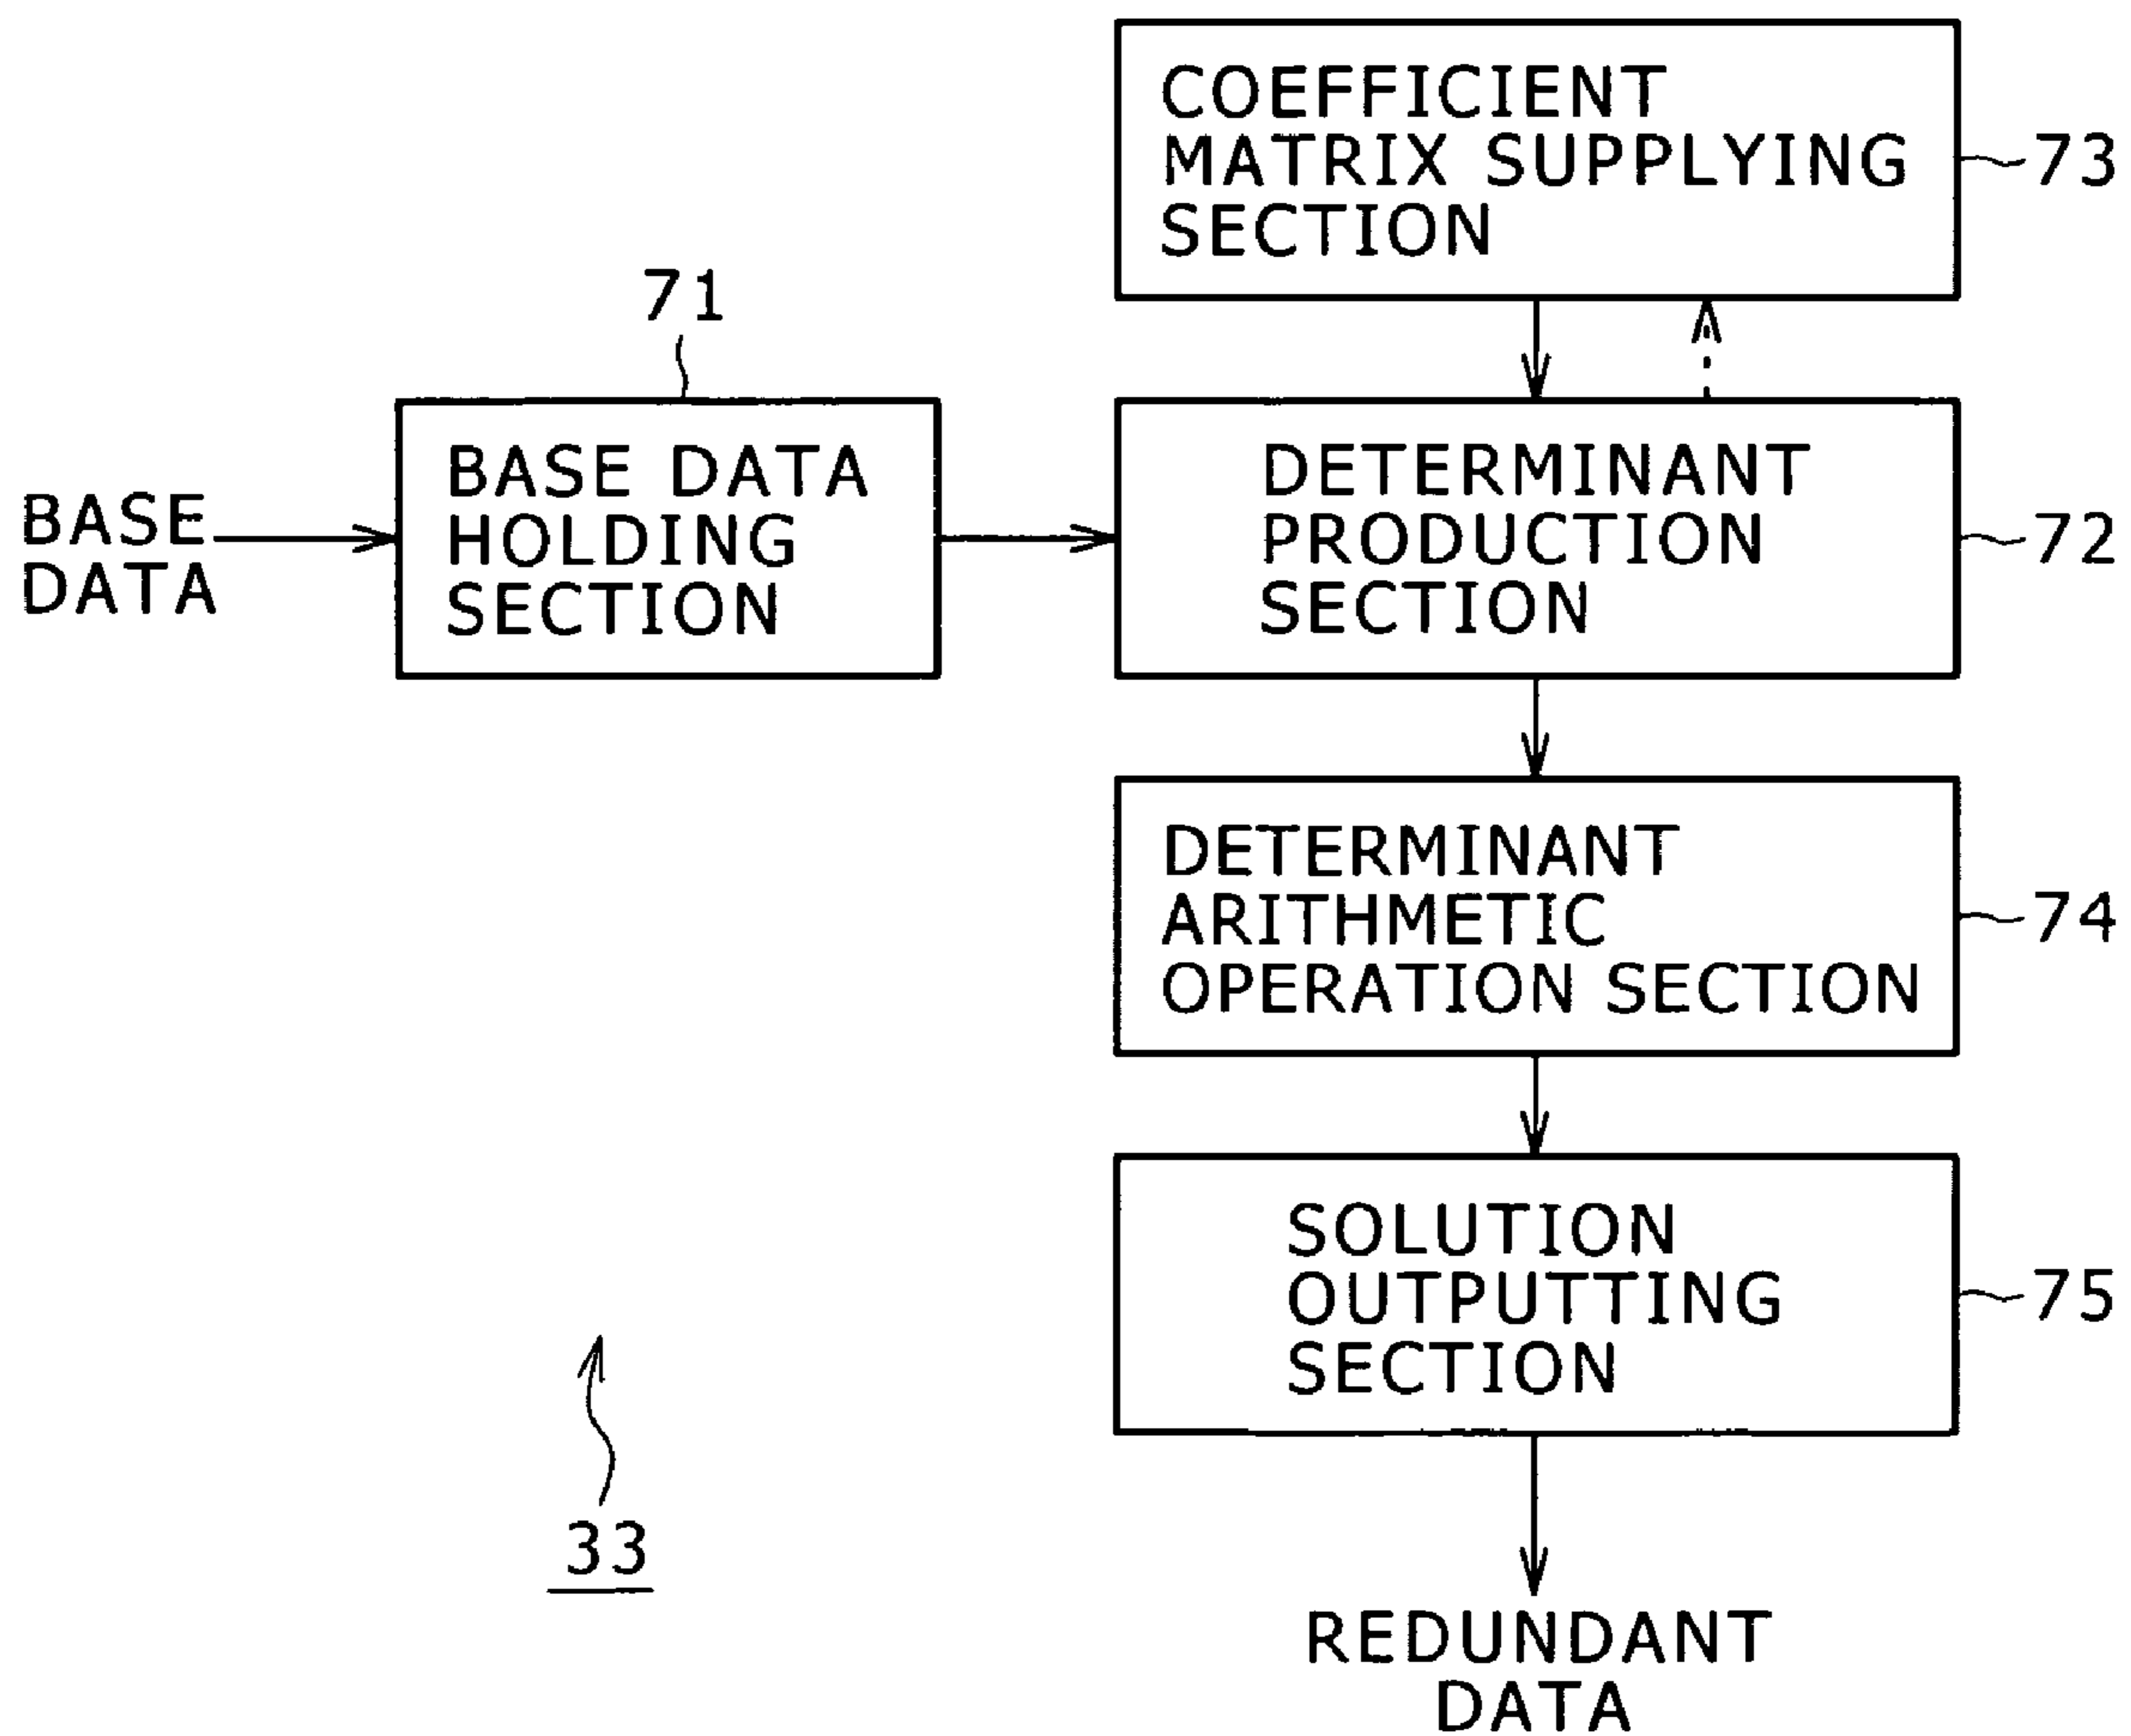 COEFFICIENT
MATRIX SUPPLYING
SECTION
73
71
BASE
DATA
BASE DATA
HOLDING
SECTION
DETERMINANT
PRODUCTION
SECTION
72
DETERMINANT
ARITHMETIC
OPERATION SECTION
74
SOLUTION
OUTPUTTING
SECTION
75
33
REDUNDANT
DATA